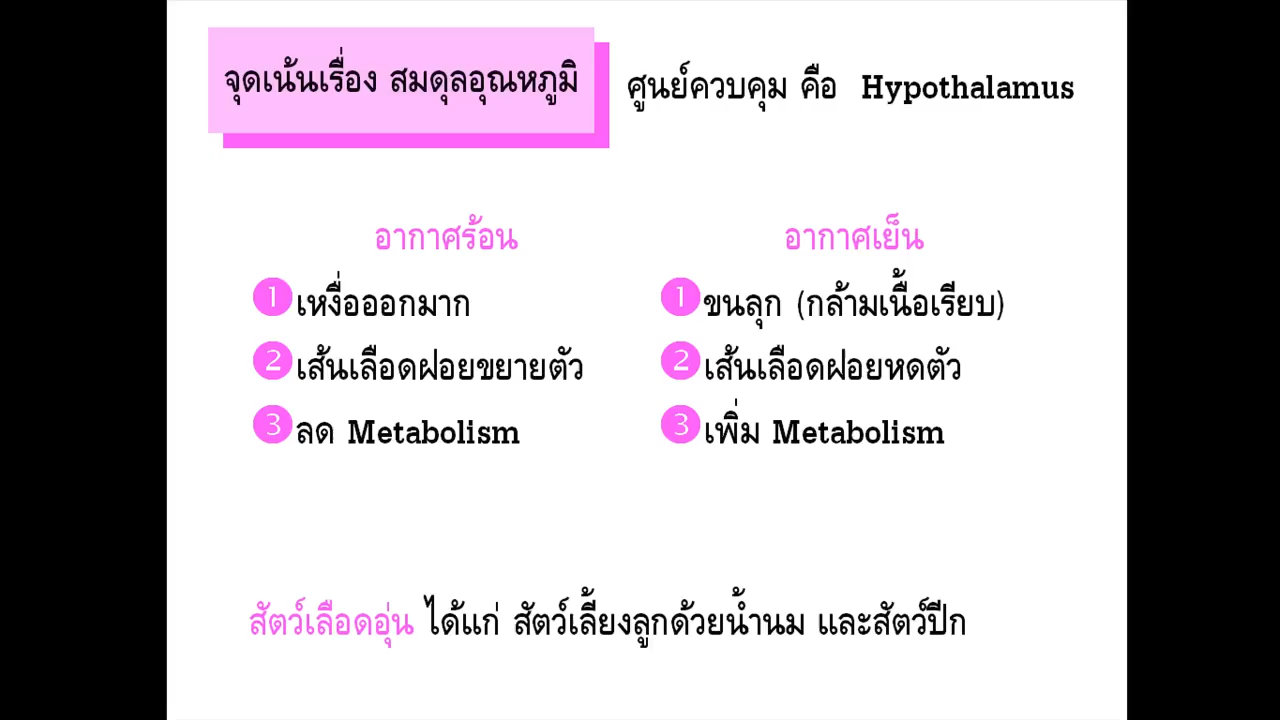 จุดเน้นเรื่อง สมดุลอุณหภูมิ
ศูนย์ควบคุม คือ Hypothalamus
อากาศร้อน
1 เหงื่อออกมาก
2 เส้นเลือดฝอยขยายตัว
3 ลด Metabolism
อากาศเย็น
1 ขนลุก (กล้ามเนื้อเรียบ)
2 เส้นเลือดฝอยหดตัว
3 เพิ่ม Metabolism
สัตว์เลือดอุ่น ได้แก่ สัตว์เลี้ยงลูกด้วยน้ำนม และสัตว์ปีก